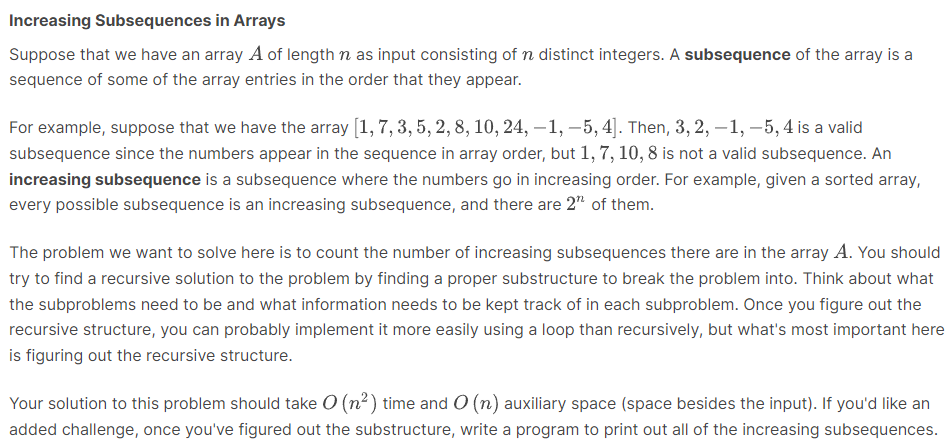 Increasing Subsequences in Arrays
Suppose that we have an array A of length n as input consisting of n distinct integers. A subsequence of the array is a
sequence of some of the array entries in the order that they appear.
For example, suppose that we have the array [1, 7, 3, 5, 2, 8, 10, 24, −1, −5, 4]. Then, 3, 2, −1, −5, 4 is a valid
subsequence since the numbers appear in the sequence in array order, but 1, 7, 10, 8 is not a valid subsequence. An
increasing subsequence is a subsequence where the numbers go in increasing order. For example, given a sorted array,
every possible subsequence is an increasing subsequence, and there are 2ⁿ of them.
The problem we want to solve here is to count the number of increasing subsequences there are in the array A. You should
try to find a recursive solution to the problem by finding a proper substructure to break the problem into. Think about what
the subproblems need to be and what information needs to be kept track of in each subproblem. Once you figure out the
recursive structure, you can probably implement it more easily using a loop than recursively, but what's most important here
is figuring out the recursive structure.
Your solution to this problem should take O (n²) time and O (n) auxiliary space (space besides the input). If you'd like an
added challenge, once you've figured out the substructure, write a program to print out all of the increasing subsequences.